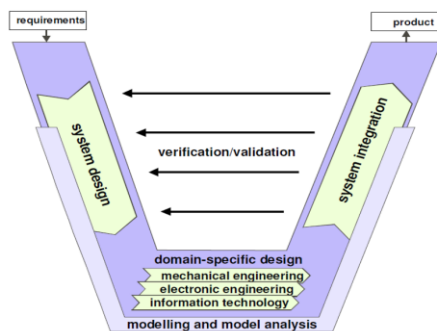 requirements
product
system design
system integration
verification/validation
domain-specific design
mechanical engineering
electronic engineering
information technology
modelling and model analysis